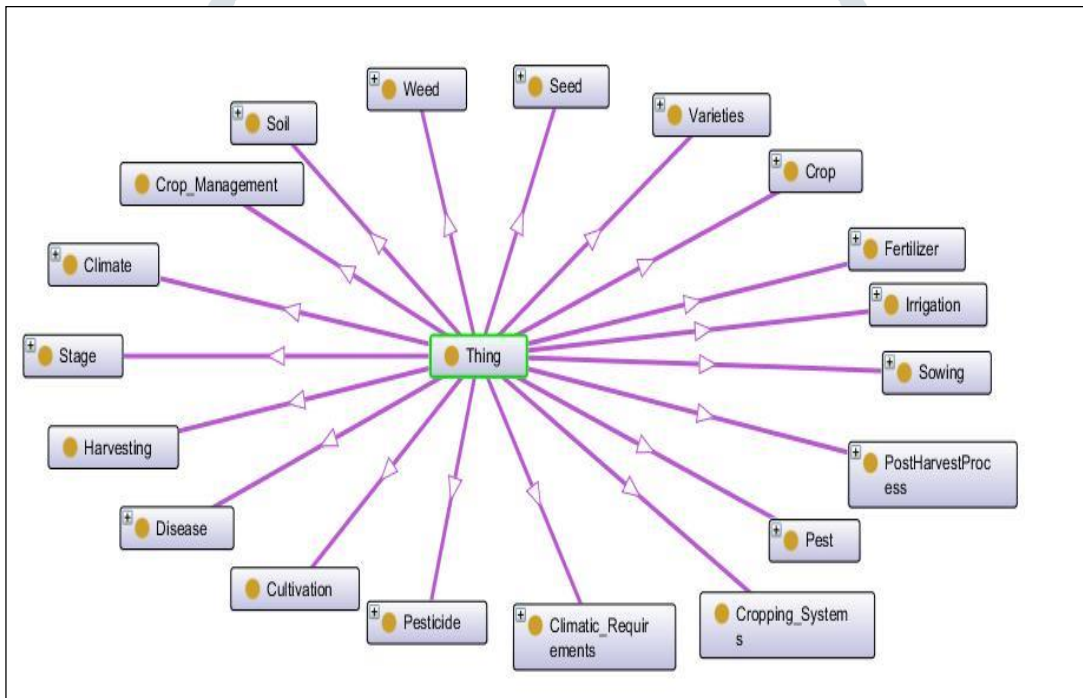 Weed
Seed
Soil
Varieties
Crop_Management
Crop
Climate
Fertilizer
Irrigation
Thing
Stage
Sowing
Harvesting
PostHarvestProc
ess
Disease
Pest
Cultivation
Pesticide
Climatic_Requir
ements
Cropping_System
s